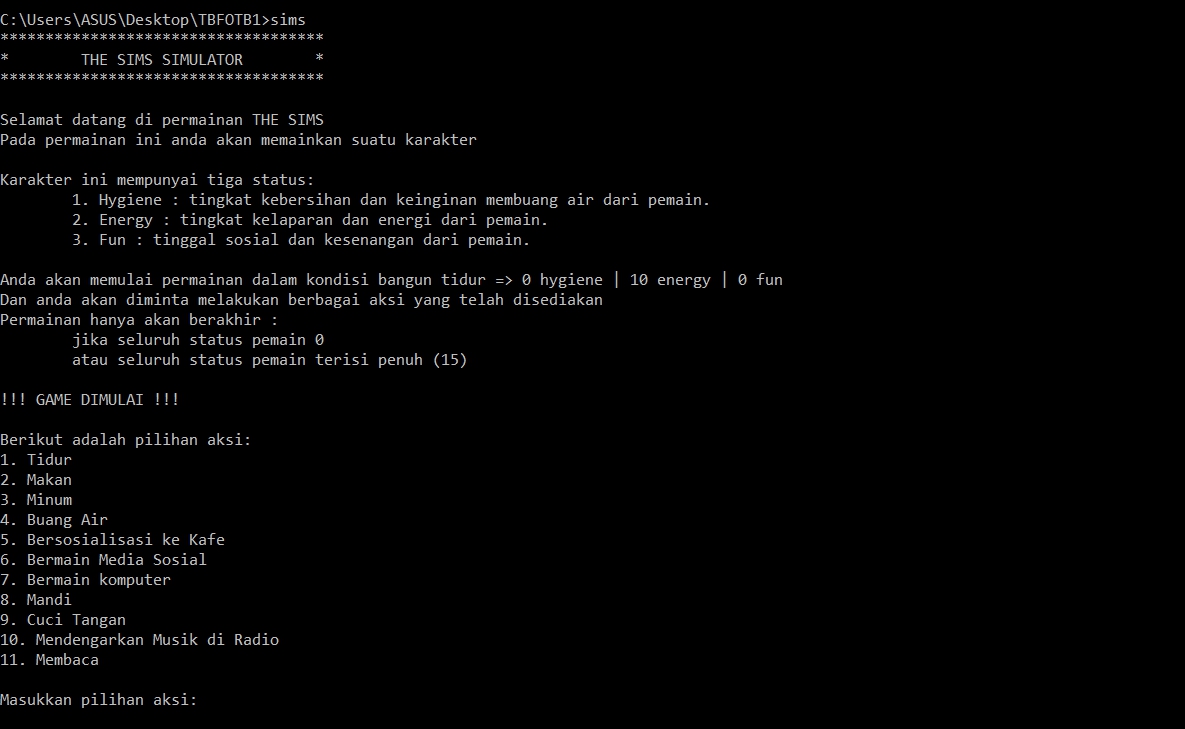 C:\Users\ASUS\Desktop\TBFOTB1>sims
************************************
*        THE SIMS SIMULATOR        *
************************************
Selamat datang di permainan THE SIMS
Pada permainan ini anda akan memainkan suatu karakter
Karakter ini mempunyai tiga status:
1. Hygiene : tingkat kebersihan dan keinginan membuang air dari pemain.
2. Energy : tingkat kelaparan dan energi dari pemain.
3. Fun : tinggal sosial dan kesenangan dari pemain.
Anda akan memulai permainan dalam kondisi bangun tidur => 0 hygiene | 10 energy | 0 fun
Dan anda akan diminta melakukan berbagai aksi yang telah disediakan
Permainan hanya akan berakhir :
jika seluruh status pemain 0
atau seluruh status pemain terisi penuh (15)
!!! GAME DIMULAI !!!
Berikut adalah pilihan aksi:
1. Tidur
2. Makan
3. Minum
4. Buang Air
5. Bersosialisasi ke Kafe
6. Bermain Media Sosial
7. Bermain komputer
8. Mandi
9. Cuci Tangan
10. Mendengarkan Musik di Radio
11. Membaca
Masukkan pilihan aksi: